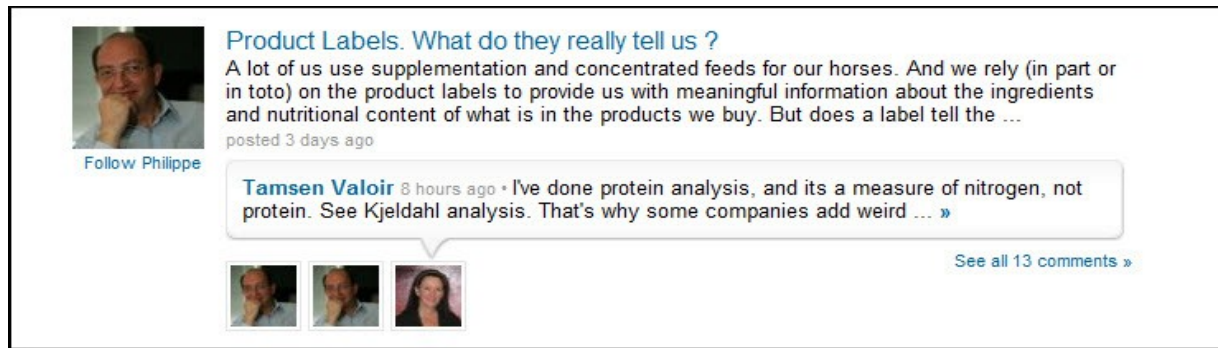 Product Labels. What do they really tell us ?
A lot of us use supplementation and concentrated feeds for our horses. And we rely (in part or
in toto) on the product labels to provide us with meaningful information about the ingredients
and nutritional content of what is in the products we buy. But does a label tell the ...
posted 3 days ago
Follow Philippe
Tamsen Valoir 8 hours ago • I've done protein analysis, and its a measure of nitrogen, not
protein. See Kjeldahl analysis. That's why some companies add weird ... »
See all 13 comments »